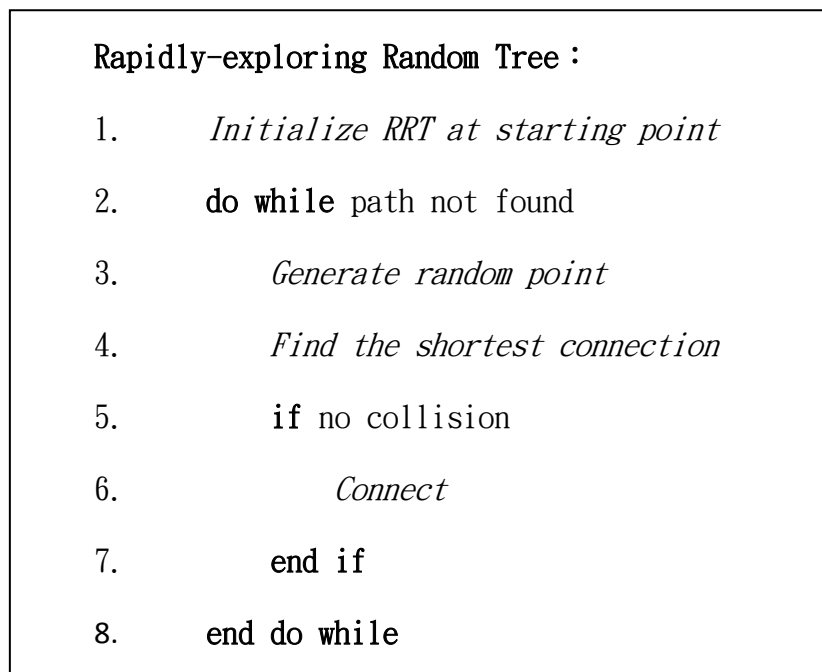 Rapidly-exploring Random Tree：
1. Initialize RRT at starting point
2. do while path not found
3. Generate random point
4. Find the shortest connection
5. if no collision
6. Connect
7. end if
8. end do while